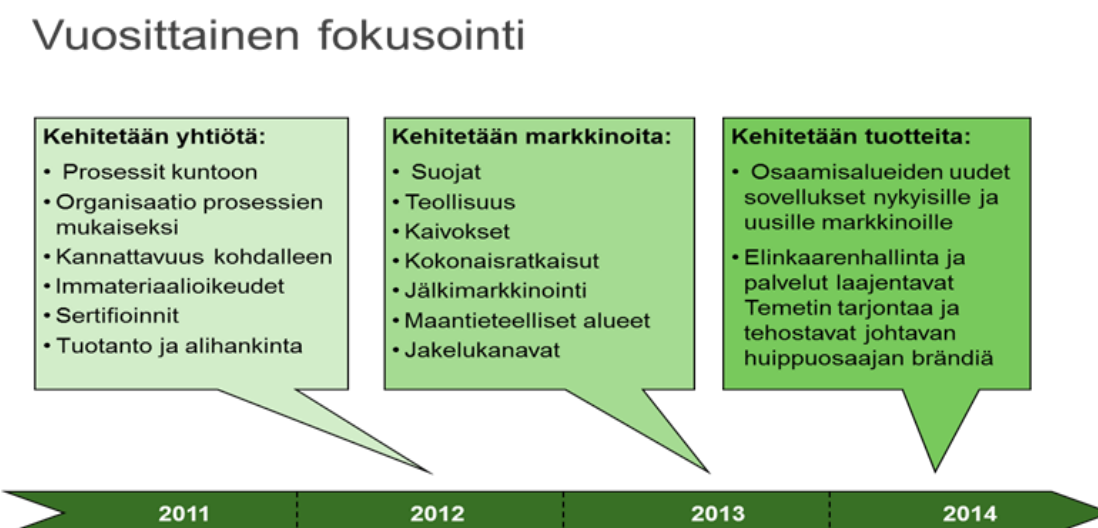 Vuosittainen fokusointi
Kehitetään yhtiötä:
• Prosessit kuntoon
• Organisaatio prosessien
mukaiseksi
• Kannattavuus kohdalleen
• Immateriaalioikeudet
• Sertifioinnit
• Tuotanto ja alihankinta
Kehitetään markkinoita:
• Suojat
• Teollisuus
• Kaivokset
• Kokonaisratkaisut
• Jälkimarkkinointi
• Maantieteelliset alueet
• Jakelukanavat
Kehitetään tuotteita:
• Osaamisalueiden uudet
sovellukset nykyisille ja
uusille markkinoille
• Elinkaarenhallinta ja
palvelut laajentavat
Temetin tarjontaa ja
tehostavat johtavan
huippuosaajan brändiä
2011 2012 2013 2014